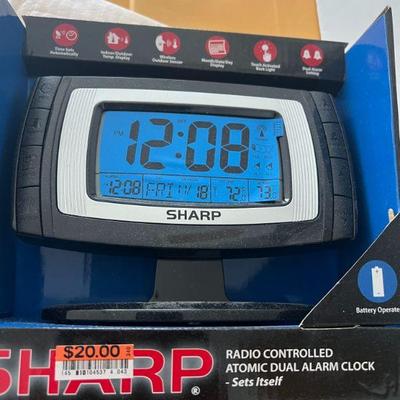 Time Sets
Automatically
Indoor/Outdoor
Temp. Display
Wireless
Outdoor Sensor
Month/Date/Day
Display
Touch Activated
Back Light
Dual Alarm
Setting
PM
12:08
12:08 FRI 11/18 72 73
SHARP
Battery Operated
$20.00
SHARP®
RADIO CONTROLLED
ATOMIC DUAL ALARM CLOCK
- Sets Itself